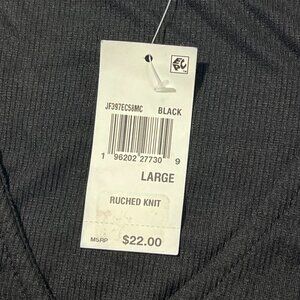 JF397EC58MC BLACK
1 96202 27730 9
LARGE
RUCHED KNIT
MSRP $22.00